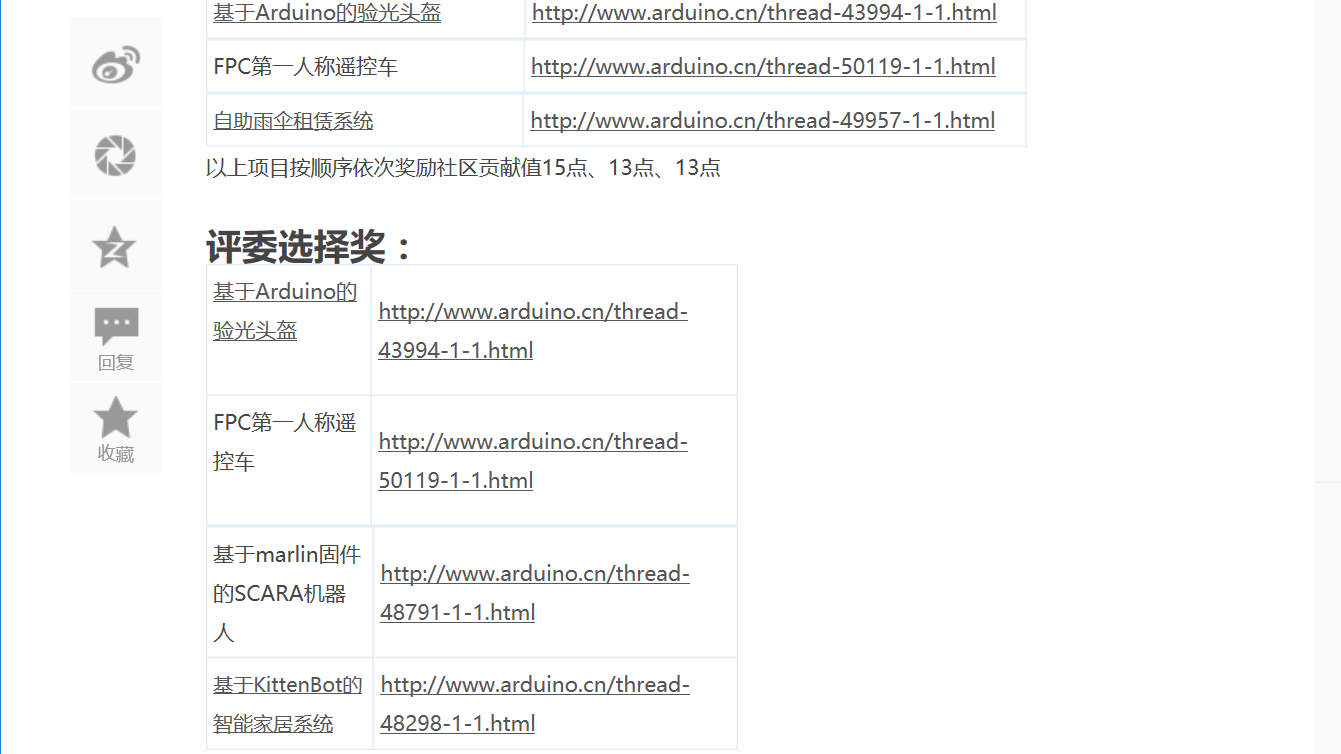 基于Arduino的验光头盔 http://www.arduino.cn/thread-43994-1-1.html
FPC第一人称遥控车 http://www.arduino.cn/thread-50119-1-1.html
自助雨伞租赁系统 http://www.arduino.cn/thread-49957-1-1.html
以上项目按顺序依次奖励社区贡献值15点、13点、13点
评委选择奖：
基于Arduino的
验光头盔
http://www.arduino.cn/thread-
43994-1-1.html
FPC第一人称遥
控车
http://www.arduino.cn/thread-
50119-1-1.html
基于marlin固件
的SCARA机器
人
http://www.arduino.cn/thread-
48791-1-1.html
基于KittenBot的
智能家居系统
http://www.arduino.cn/thread-
48298-1-1.html
回复
收藏